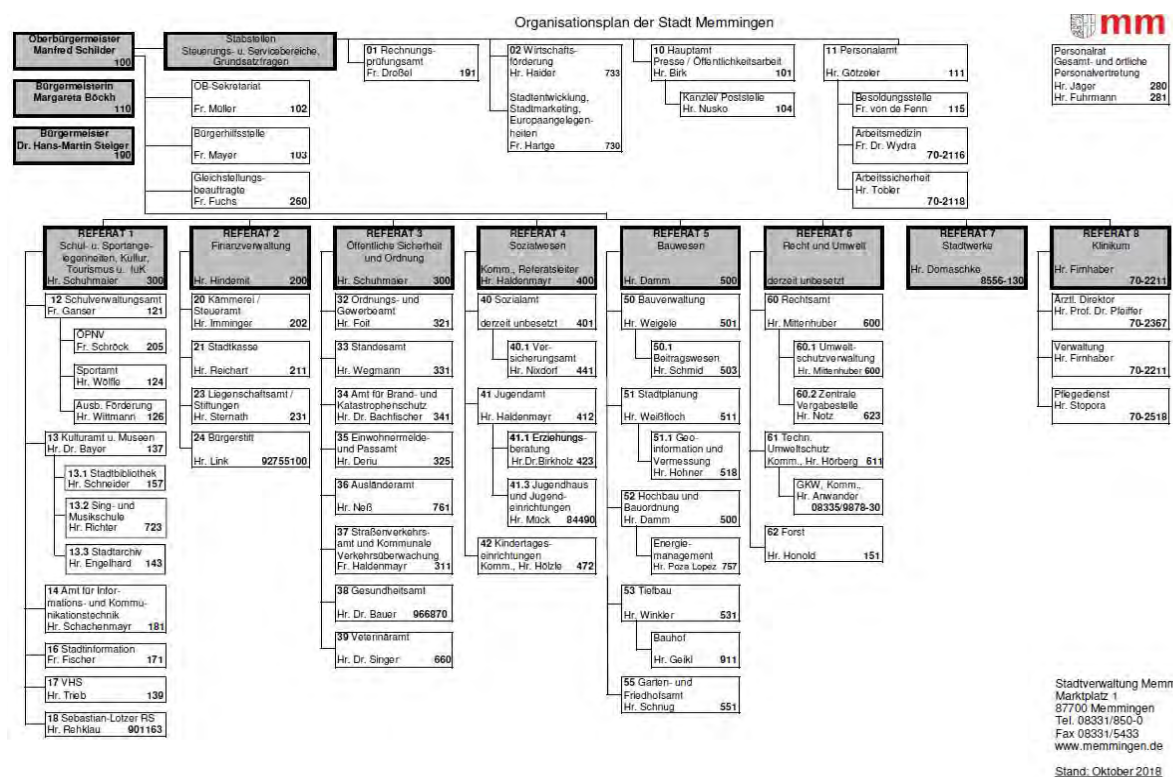 Organisationsplan der Stadt Memmingen
mm
Oberbürgermeister
Manfred Schilder
100
Bürgermeisterin
Margareta Böckh
110
Bürgermeister
Dr. Hans-Martin Steiger
190
Stabstellen
Steuerungs- u. Servicebereiche,
Grundsatzfragen
OB-Sekretariat
Fr. Müller 102
Bürgerhilfsstelle
Fr. Mayer 103
Gleichstellungs-
beauftragte
Fr. Fuchs 260
01 Rechnungs-
prüfungsamt
Fr. Droßel 191
02 Wirtschafts-
förderung
Hr. Haider 733
Stadtentwicklung,
Stadtmarketing,
Europaangelegen-
heiten
Fr. Hartge 730
10 Hauptamt
Presse / Öffentlichkeitsarbeit
Hr. Birk 101
Kanzlei/ Poststelle
Hr. Nusko 104
11 Personalamt
Hr. Götzeler 111
Besoldungsstelle
Fr. von de Fenn 115
Arbeitsmedizin
Fr. Dr. Wydra
70-2116
Arbeitssicherheit
Hr. Tobler
70-2118
Personalrat
Gesamt- und örtliche
Personalvertretung
Hr. Jäger 280
Hr. Fuhrmann 281
REFERAT 1
Schul- u. Sportange-
legenheiten, Kultur,
Tourismus u. IuK
Hr. Schuhmaier 300
12 Schulverwaltungsamt
Fr. Ganser 121
ÖPNV
Fr. Schröck 205
Sportamt
Hr. Wölfle 124
Ausb. Förderung
Hr. Wittmann 126
13 Kulturamt u. Museen
Hr. Dr. Bayer 137
13.1 Stadtbibliothek
Hr. Schneider 157
13.2 Sing- und
Musikschule
Hr. Richter 723
13.3 Stadtarchiv
Hr. Engelhard 143
14 Amt für Infor-
mations- und Kommu-
nikationstechnik
Hr. Schachenmayr 181
16 Stadtinformation
Fr. Fischer 171
17 VHS
Hr. Trieb 139
18 Sebastian-Lotzer RS
Hr. Rehklau 901163
REFERAT 2
Finanzverwaltung
Hr. Hindemit 200
20 Kämmerei /
Steueramt
Hr. Imminger 202
21 Stadtkasse
Hr. Reichart 211
23 Liegenschaftsamt /
Stiftungen
Hr. Sternath 231
24 Bürgerstift
Hr. Link 92755100
REFERAT 3
Öffentliche Sicherheit
und Ordnung
Hr. Schuhmaier 300
32 Ordnungs- und
Gewerbeamt
Hr. Foit 321
33 Standesamt
Hr. Wegmann 331
34 Amt für Brand- und
Katastrophenschutz
Hr. Dr. Bachfischer 341
35 Einwohnermelde-
und Passamt
Hr. Denu 325
36 Ausländeramt
Hr. Neß 761
37 Straßenverkehrs-
amt und Kommunale
Verkehrsüberwachung
Fr. Haldenmayr 311
38 Gesundheitsamt
Hr. Dr. Bauer 966870
39 Veterinäramt
Hr. Dr. Singer 660
REFERAT 4
Sozialwesen
Komm., Referatsleiter
Hr. Haldenmayr 400
40 Sozialamt
derzeit unbesetzt 401
40.1 Ver-
sicherungsamt
Hr. Nixdorf 441
41 Jugendamt
Hr. Haldenmayr 412
41.1 Erziehungs-
beratung
Hr.Dr.Birkholz 423
41.3 Jugendhaus
und Jugend-
einrichtungen
Hr. Mück 84490
42 Kindertages-
einrichtungen
Komm., Hr. Hölzle 472
REFERAT 5
Bauwesen
Hr. Damm 500
50 Bauverwaltung
Hr. Weigele 501
50.1
Beitragswesen
Hr. Schmid 503
51 Stadtplanung
Hr. Weißfloch 511
51.1 Geo-
information und
Vermessung
Hr. Hohner 518
52 Hochbau und
Bauordnung
Hr. Damm 500
Energie-
management
Hr. Poza Lopez 757
53 Tiefbau
Hr. Winkler 531
Bauhof
Hr. Geikl 911
55 Garten- und
Friedhofsamt
Hr. Schnug 551
REFERAT 6
Recht und Umwelt
derzeit unbesetzt
60 Rechtsamt
Hr. Mittenhuber 600
60.1 Umwelt-
schutzverwaltung
Hr. Mittenhuber 600
60.2 Zentrale
Vergabestelle
Hr. Notz 623
61 Techn.
Umweltschutz
Komm., Hr. Hörberg 611
GKW, Komm.,
Hr. Anwander
08335/9878-30
62 Forst
Hr. Honold 151
REFERAT 7
Stadtwerke
Hr. Domaschke
8556-130
REFERAT 8
Klinikum
Hr. Firnhaber
70-2211
Ärztl. Direktor
Hr. Prof. Dr. Pfeiffer
70-2367
Verwaltung
Hr. Firnhaber
70-2211
Pflegedienst
Hr. Stopora
70-2518
Stadtverwaltung Memm
Marktplatz 1
87700 Memmingen
Tel. 08331/850-0
Fax 08331/5433
www.memmingen.de
Stand: Oktober 2018